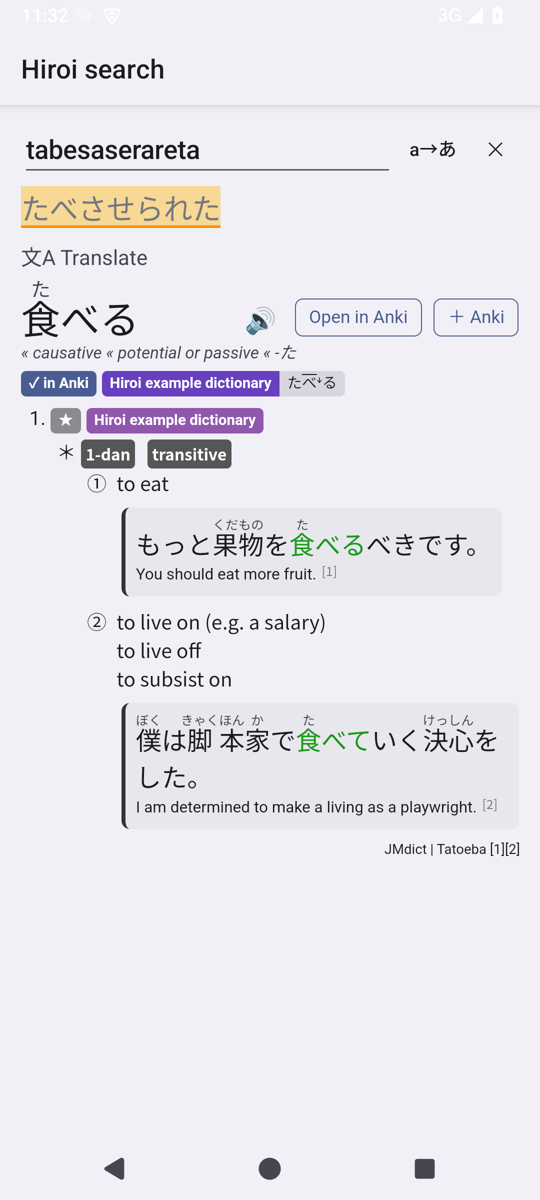 11:32
3G
Hiroi search
tabesaserareta
a→あ ×
たべさせられた
文A Translate
た
食べる
🔊 Open in Anki + Anki
« causative « potential or passive « -た
✓ in Anki Hiroi example dictionary たべ↓る
1. ★ Hiroi example dictionary
＊ 1-dan transitive
① to eat
くだもの た
もっと果物を食べるべきです。
You should eat more fruit. [1]
② to live on (e.g. a salary)
to live off
to subsist on
ぼく きゃくほん か た けっしん
僕は脚本家で食べていく決心を
した。
I am determined to make a living as a playwright. [2]
JMdict | Tatoeba [1][2]